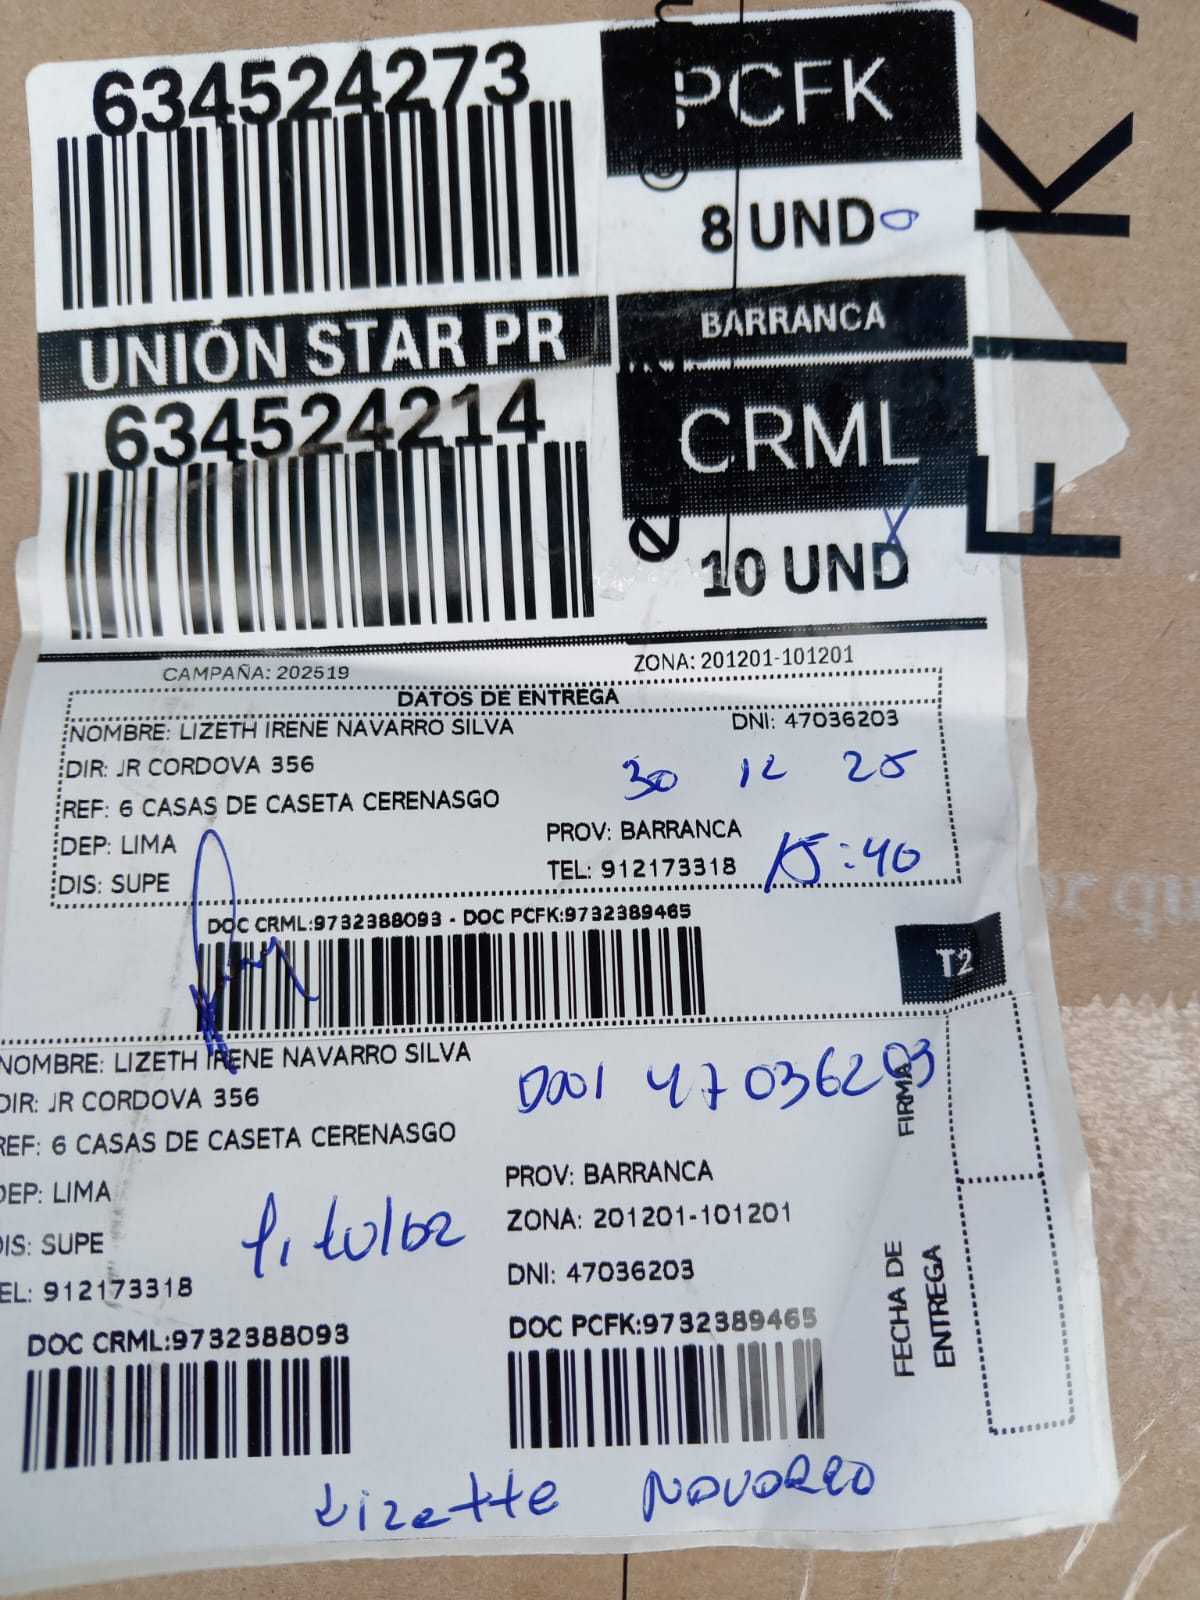 634524273
PCFK
8 UND
UNIÓN STAR PR
BARRANCA
634524214
CRML
10 UND
CAMPAÑA: 202519
ZONA: 201201-101201
DATOS DE ENTREGA
NOMBRE: LIZETH IRENE NAVARRO SILVA
DNI: 47036203
DIR: JR CORDOVA 356
30 12 25
REF: 6 CASAS DE CASETA CERENASGO
DEP: LIMA
PROV: BARRANCA
DIS: SUPE
TEL: 912173318
15:40
DOC CRML:9732388093 - DOC PCFK:9732389465
T2
NOMBRE: LIZETH IRENE NAVARRO SILVA
DNI 47036203
FIRMA
DIR: JR CORDOVA 356
REF: 6 CASAS DE CASETA CERENASGO
DEP: LIMA
PROV: BARRANCA
ZONA: 201201-101201
DIS: SUPE
TEL: 912173318
DNI: 47036203
FECHA DE
ENTREGA
DOC CRML:9732388093
DOC PCFK:9732389465
Lizette Navarro